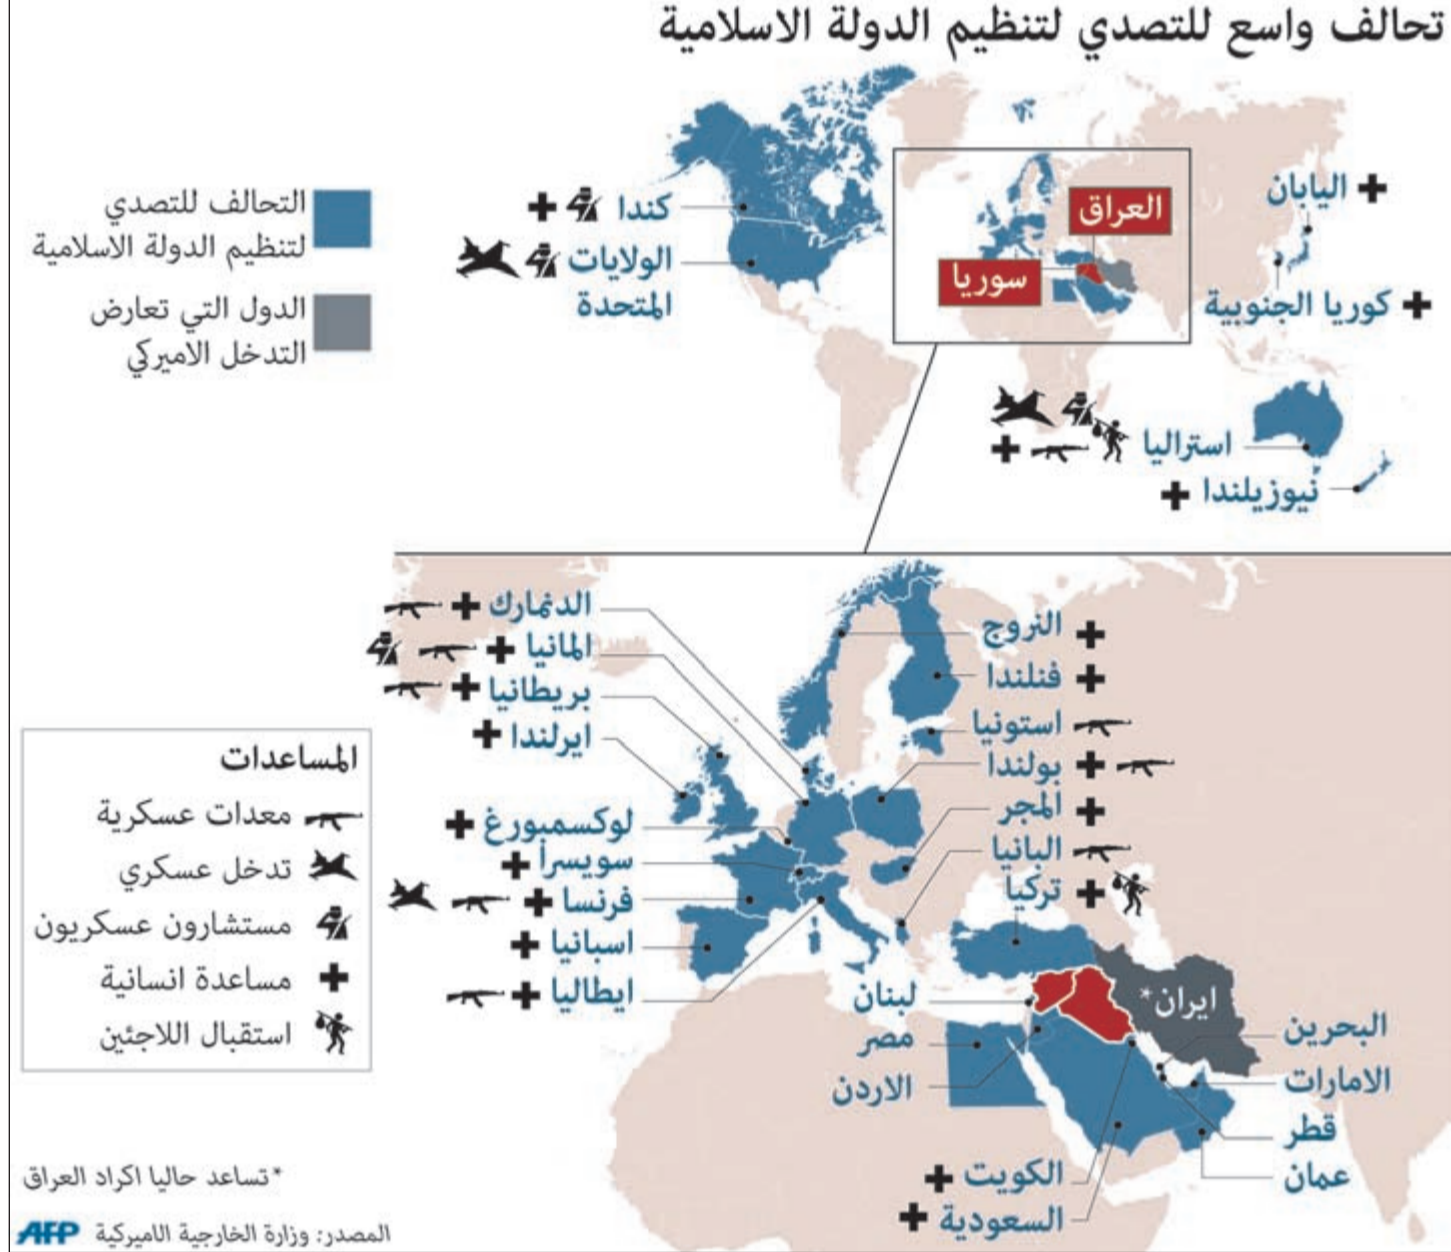 تحالف واسع للتصدي لتنظيم الدولة الاسلامية
التحالف للتصدي
لتنظيم الدولة الاسلامية
الدول التي تعارض
التدخل الاميركي
كندا
الولايات
المتحدة
العراق
سوريا
اليابان
كوريا الجنوبية
استراليا
نيوزيلندا
الدنمارك
المانيا
بريطانيا
ايرلندا
لوكسمبورغ
سويسرا
فرنسا
اسبانيا
ايطاليا
النروج
فنلندا
استونيا
بولندا
المجر
البانيا
تركيا
لبنان
مصر
الاردن
ايران*
البحرين
الامارات
قطر
عمان
الكويت
السعودية
المساعدات
معدات عسكرية
تدخل عسكري
مستشارون عسكريون
مساعدة انسانية
استقبال اللاجئين
*تساعد حاليا اكراد العراق
المصدر: وزارة الخارجية الاميركية AFP